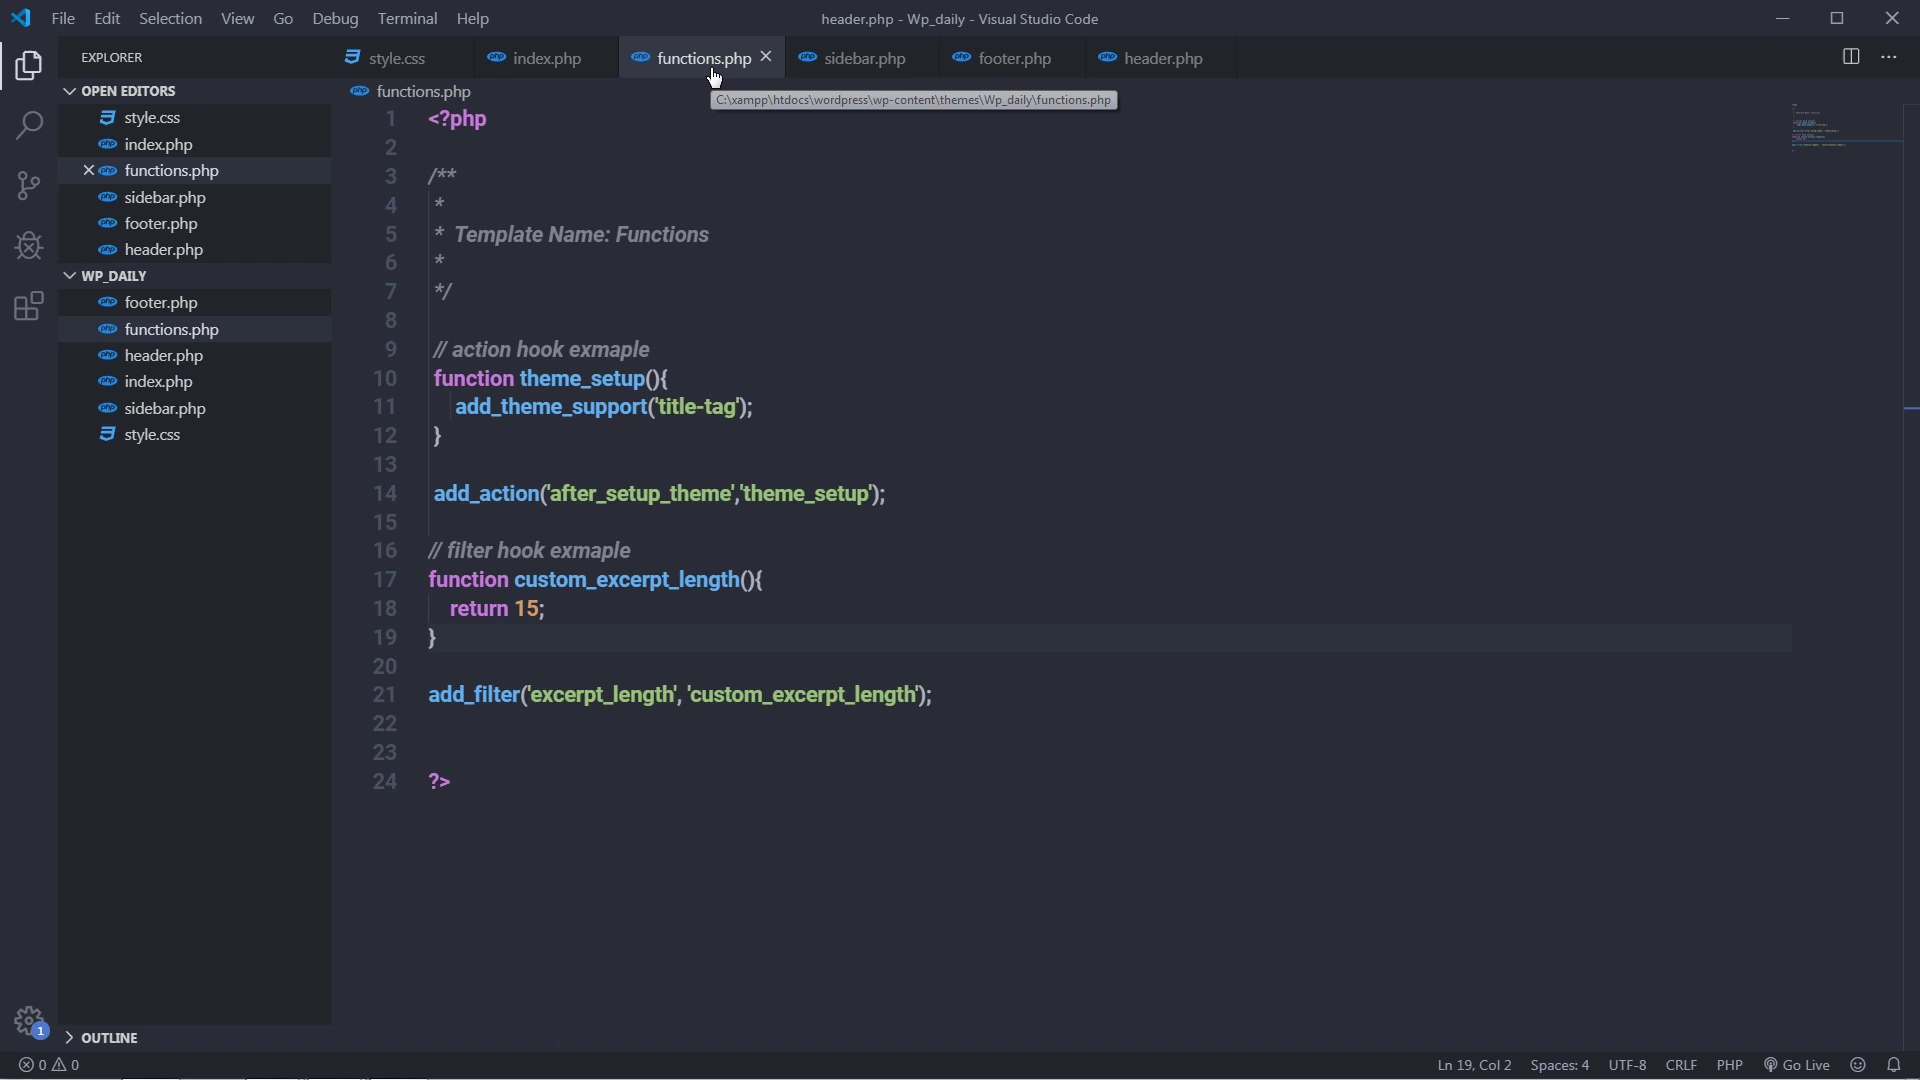 File Edit Selection View Go Debug Terminal Help
header.php - Wp_daily - Visual Studio Code
EXPLORER
style.css index.php functions.php sidebar.php footer.php header.php
OPEN EDITORS
style.css
index.php
functions.php
sidebar.php
footer.php
header.php
WP_DAILY
footer.php
functions.php
header.php
index.php
sidebar.php
style.css
OUTLINE
functions.php
C:\xampp\htdocs\wordpress\wp-content\themes\Wp_daily\functions.php
1 <?php
2
3 /**
4 *
5 * Template Name: Functions
6 *
7 */
8
9 // action hook exmaple
10 function theme_setup(){
11 add_theme_support('title-tag');
12 }
13
14 add_action('after_setup_theme','theme_setup');
15
16 // filter hook exmaple
17 function custom_excerpt_length(){
18 return 15;
19 }
20
21 add_filter('excerpt_length', 'custom_excerpt_length');
22
23
24 ?>
1
0 0
Ln 19, Col 2 Spaces: 4 UTF-8 CRLF PHP Go Live